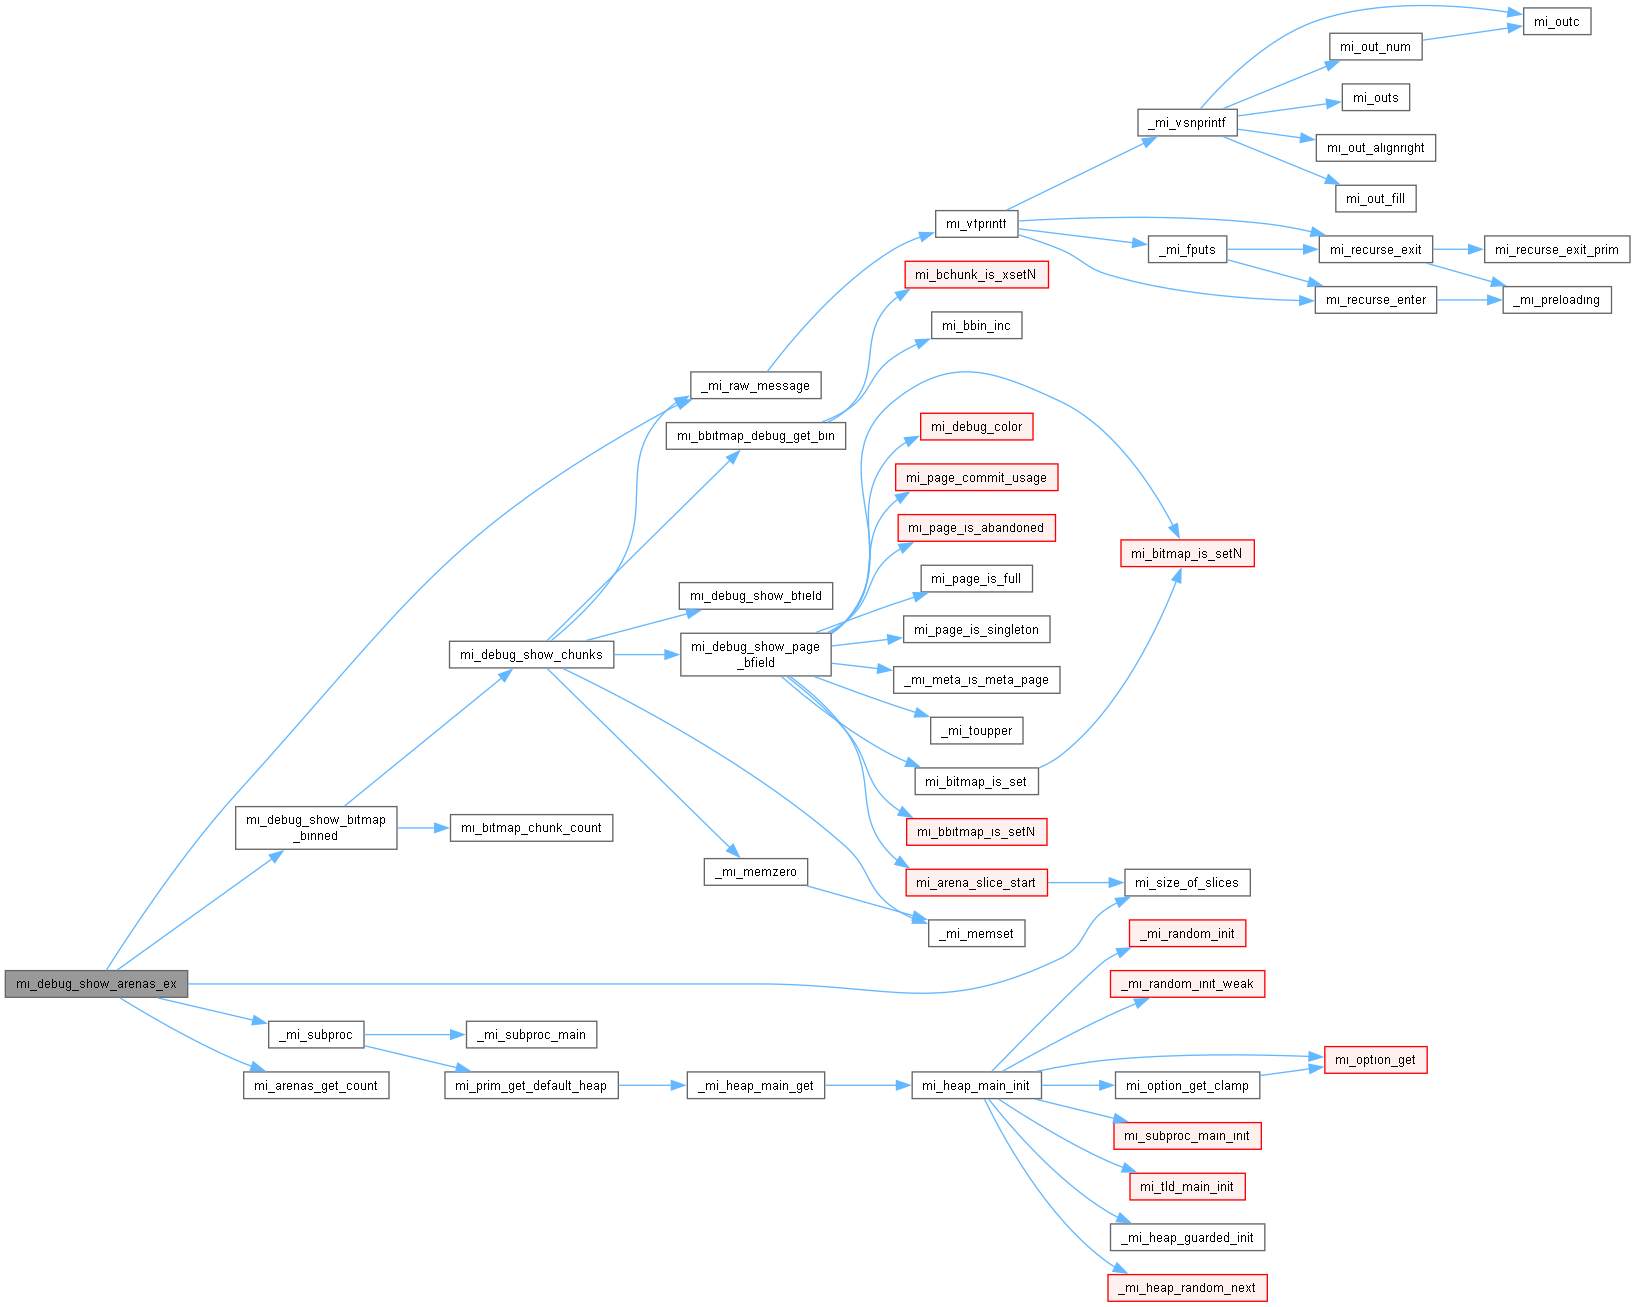 mi_outc
mi_out_num
mi_outs
_mi_vsnprintf
mi_out_alignright
mi_out_fill
mi_vfprintf
_mi_fputs
mi_recurse_exit
mi_recurse_exit_prim
mi_bchunk_is_xsetN
mi_recurse_enter
_mi_preloading
mi_bbin_inc
_mi_raw_message
mi_bbitmap_debug_get_bin
mi_debug_color
mi_page_commit_usage
mi_page_is_abandoned
mi_bitmap_is_setN
mi_page_is_full
mi_debug_show_bfield
mi_page_is_singleton
mi_debug_show_chunks
mi_debug_show_page
_bfield
_mi_meta_is_meta_page
_mi_toupper
mi_bitmap_is_set
mi_debug_show_bitmap
_binned
mi_bitmap_chunk_count
mi_bbitmap_is_setN
_mi_memzero
mi_arena_slice_start
mi_size_of_slices
_mi_memset
_mi_random_init
mi_debug_show_arenas_ex
_mi_random_init_weak
_mi_subproc
_mi_subproc_main
mi_option_get
mi_arenas_get_count
mi_prim_get_default_heap
_mi_heap_main_get
mi_heap_main_init
mi_option_get_clamp
mi_subproc_main_init
mi_tld_main_init
_mi_heap_guarded_init
_mi_heap_random_next